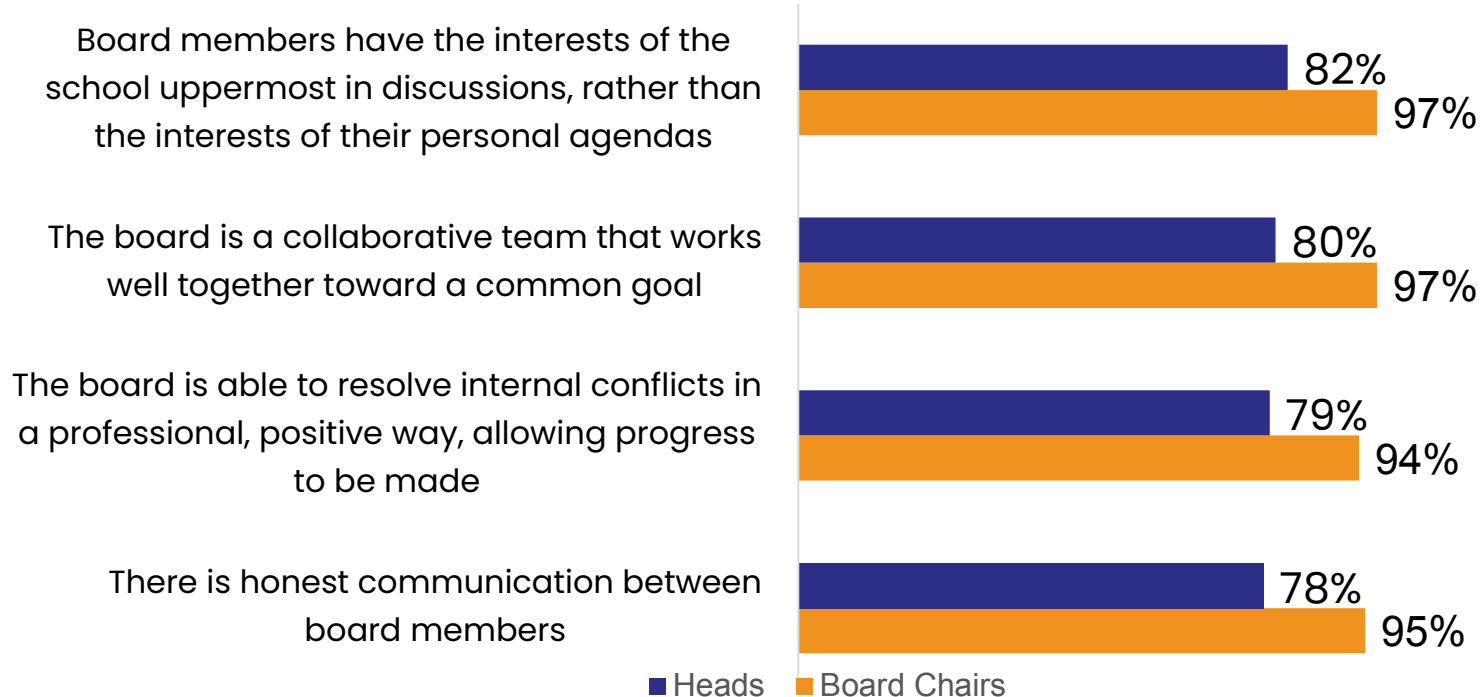 Board members have the interests of the
school uppermost in discussions, rather than
the interests of their personal agendas
82%
97%
The board is a collaborative team that works
well together toward a common goal
80%
97%
The board is able to resolve internal conflicts in
a professional, positive way, allowing progress
to be made
79%
94%
There is honest communication between
board members
78%
95%
Heads Board Chairs